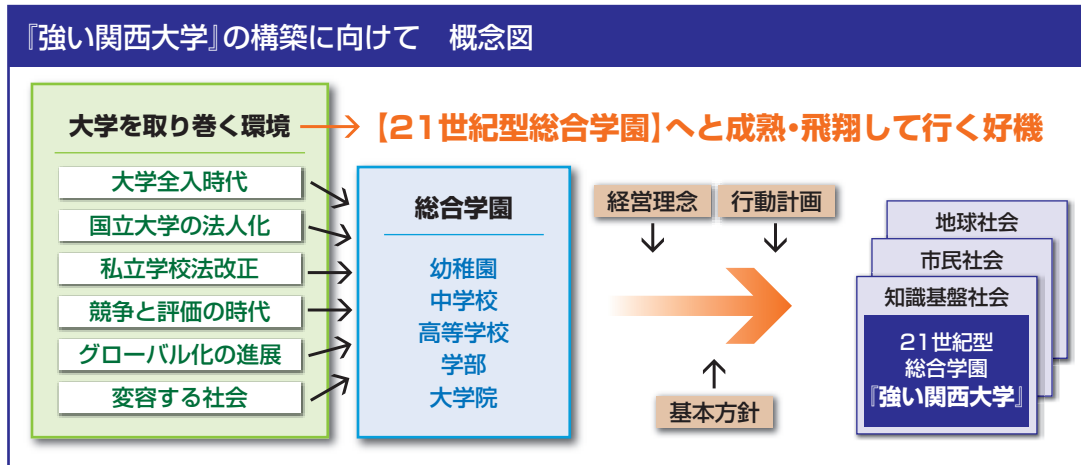 『強い関西大学』の構築に向けて　概念図
大学を取り巻く環境
【21世紀型総合学園】へと成熟・飛翔して行く好機
大学全入時代
国立大学の法人化
私立学校法改正
競争と評価の時代
グローバル化の進展
変容する社会
総合学園
幼稚園
中学校
高等学校
学部
大学院
経営理念
行動計画
基本方針
地球社会
市民社会
知識基盤社会
21世紀型
総合学園
『強い関西大学』